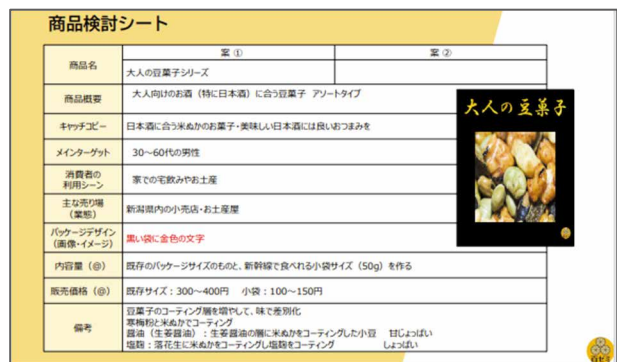 商品検討シート
商品名
案 ①
案 ②
大人の豆菓子シリーズ
商品概要
大人向けのお酒（特に日本酒）に合う豆菓子 アソートタイプ
キャッチコピー
日本酒に合う米ぬかのお菓子・美味しい日本酒には良いおつまみを
メインターゲット
30～60代の男性
消費者の
利用シーン
家での宅飲みやお土産
主な売り場
（業態）
新潟県内の小売店・お土産屋
パッケージデザイン
（画像・イメージ）
黒い袋に金色の文字
内容量（@）
既存のパッケージサイズのものと、新幹線で食べれる小袋サイズ（50g）を作る
販売価格（@）
既存サイズ：300～400円 小袋：100～150円
備考
豆菓子のコーティング層を増やして、味で差別化
寒梅粉と米ぬかでコーティング
醤油（生姜醤油）：生姜醤油の層に米ぬかをコーティングした小豆 甘じょっぱい
塩麹：落花生に米ぬかをコーティングし塩麹をコーティング しょっぱい
大人の豆菓子